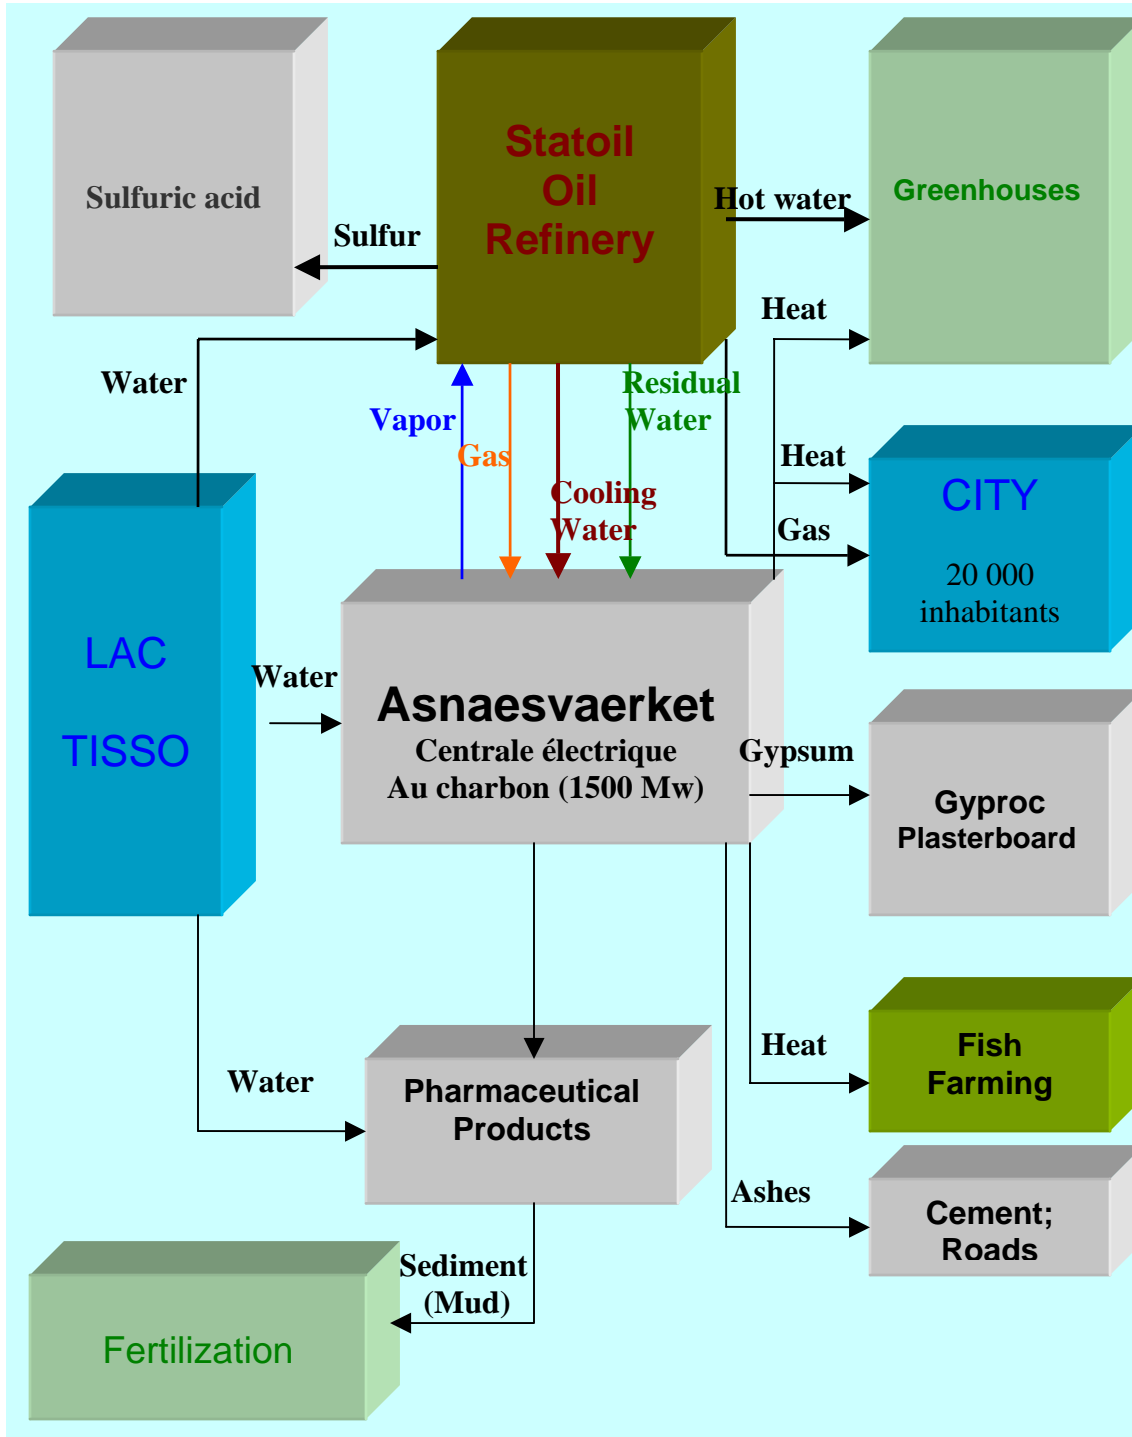 Statoil
Oil
Refinery
Sulfuric acid
Greenhouses
Hot water
Sulfur
Heat
Water
Vapor
Gas
Residual
Water
Cooling
Water
Heat
Gas
CITY
20 000
inhabitants
LAC
TISSO
Water
Asnaesvaerket
Centrale électrique
Au charbon (1500 Mw)
Gypsum
Gyproc
Plasterboard
Heat
Fish
Farming
Water
Pharmaceutical
Products
Ashes
Cement;
Roads
Sediment
(Mud)
Fertilization